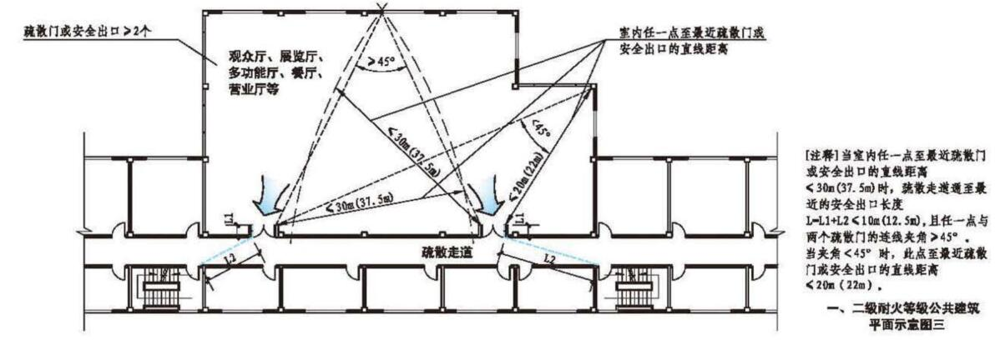 疏散门或安全出口≥2个
观众厅、展览厅、
多功能厅、餐厅、
营业厅等
≥45°
室内任一点至最近疏散门或
安全出口的直线距离
<45°
≤30m(37.5m)
≤20m(22m)
≤30m(37.5m)
L1
L1
L2
疏散走道
L2
[注释]当室内任一点至最近疏散门
或安全出口的直线距离
≤30m(37.5m)时，疏散走道通至最
近的安全出口长度
L=L1+L2≤10m(12.5m),且任一点与
两个疏散门的连线夹角≥45°。
当夹角<45°时，此点至最近疏散
门或安全出口的直线距离
≤20m(22m)。
一、二级耐火等级公共建筑
平面示意图三